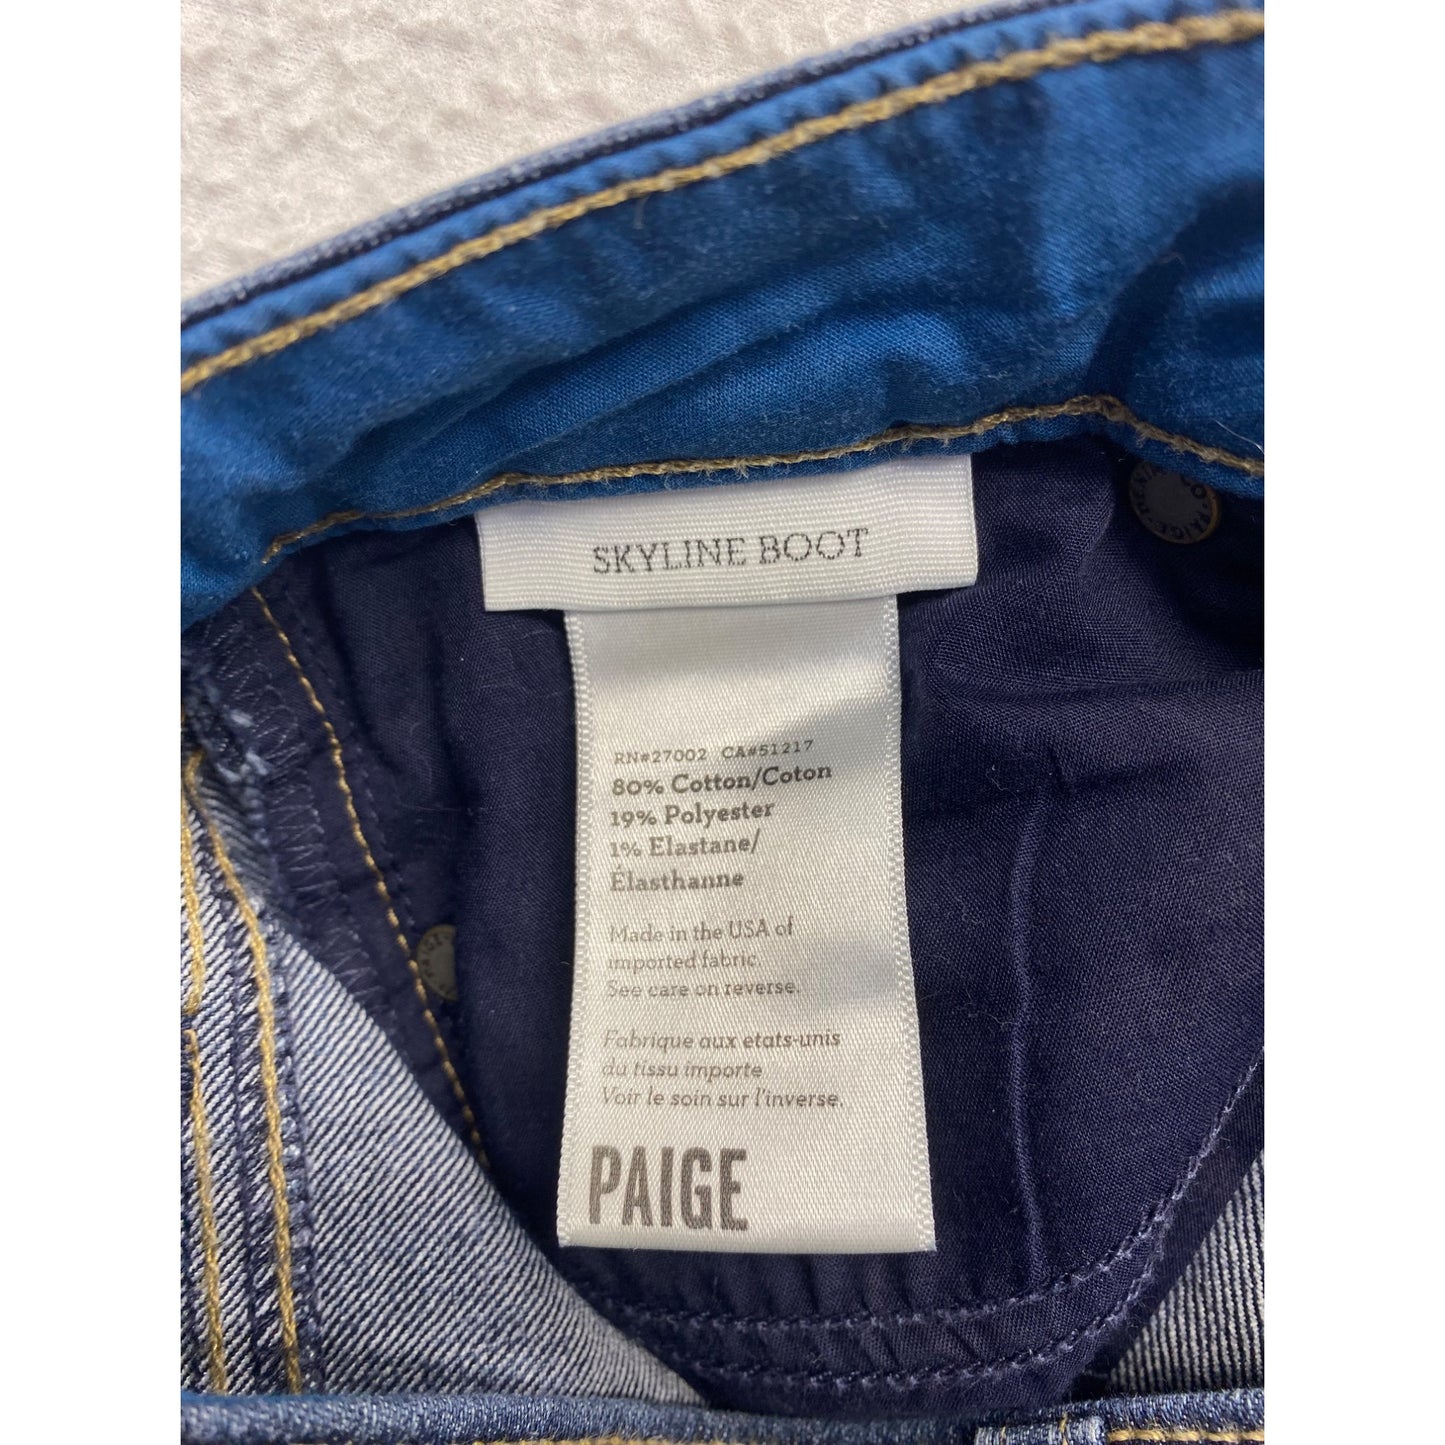 SKYLINE BOOT
RN#27002 CA#51217
80% Cotton/Coton
19% Polyester
1% Elastane/
Élasthanne
Made in the USA of
imported fabric.
See care on reverse.
Fabrique aux etats-unis
du tissu importe
Voir le soin sur l'inverse.
PAIGE